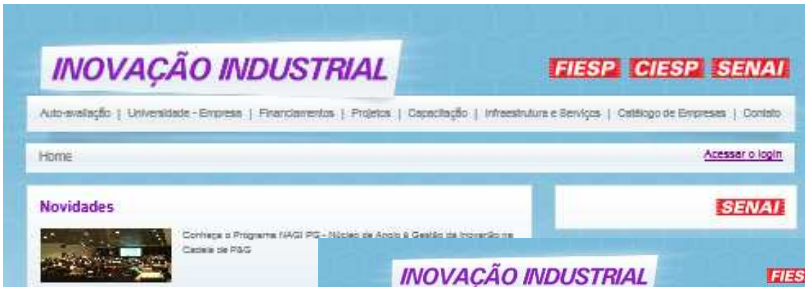 INOVAÇÃO INDUSTRIAL
FIESP CIESP SENAI
Auto-avaliação | Universidade - Empresa | Financiamentos | Projetos | Capacitação | Infraestrutura e Serviços | Catálogo de Empresas | Contato
Home
Acessar o login
Novidades
SENAI
Conheça o Programa NAGI PG - Núcleo de Apoio à Gestão da Inovação na
Cadeia de P&G
INOVAÇÃO INDUSTRIAL
FIES